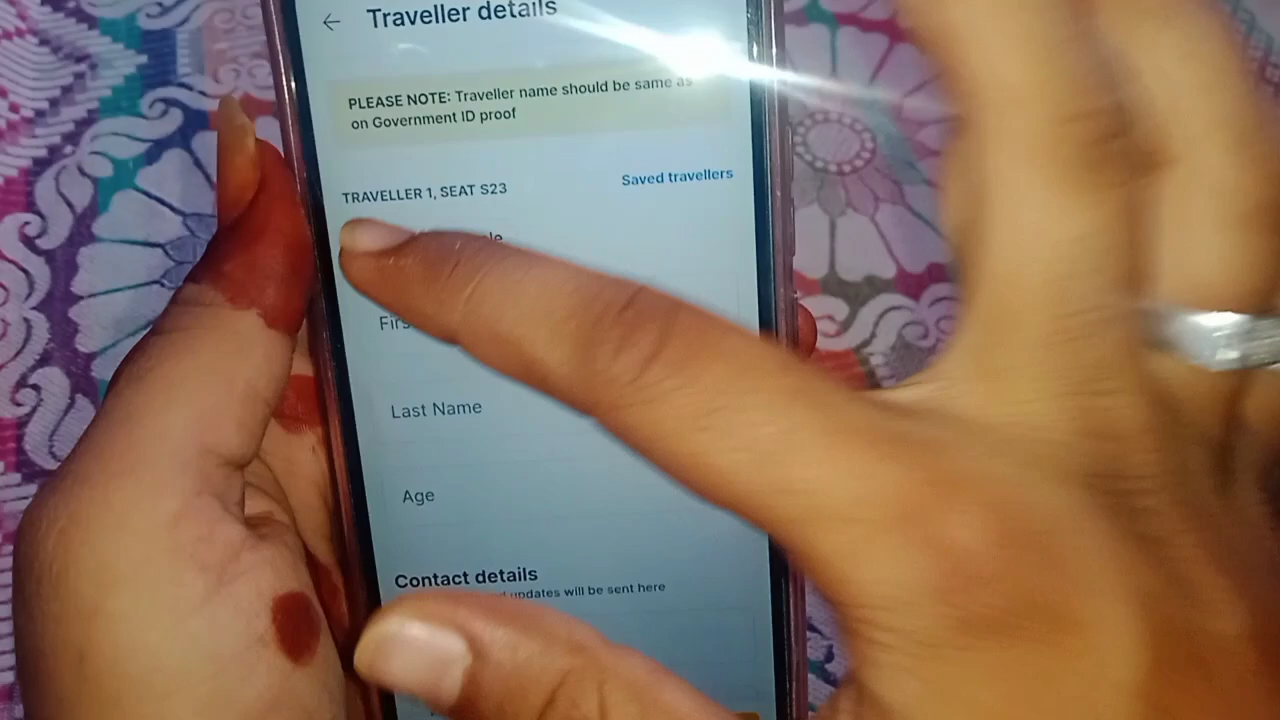 Traveller details
PLEASE NOTE: Traveller name should be same as
on Government ID proof
TRAVELLER 1, SEAT S23
Saved travellers
Last Name
Age
Contact details
updates will be sent here